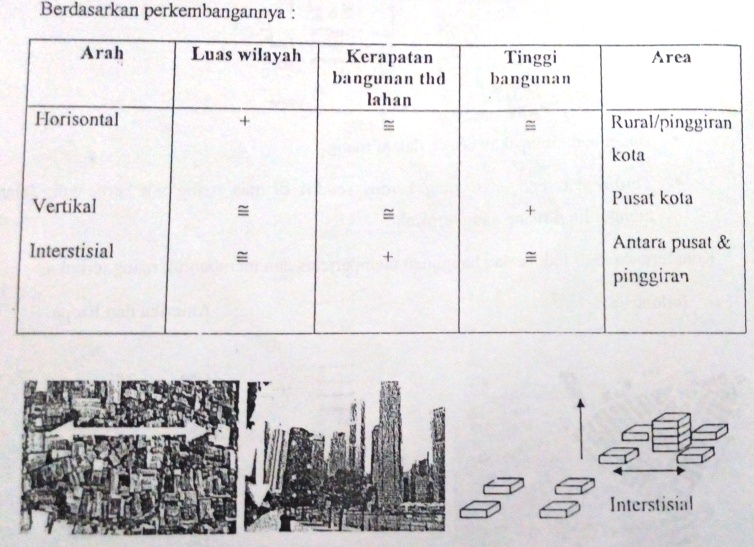 Berdasarkan perkembangannya :
Arah Luas wilayah Kerapatan bangunan thd lahan Tinggi bangunan Area
Horisontal + ≅ ≅ Rural/pinggiran kota
Vertikal ≅ ≅ + Pusat kota
Interstisial ≅ + ≅ Antara pusat & pinggiran
Interstisial